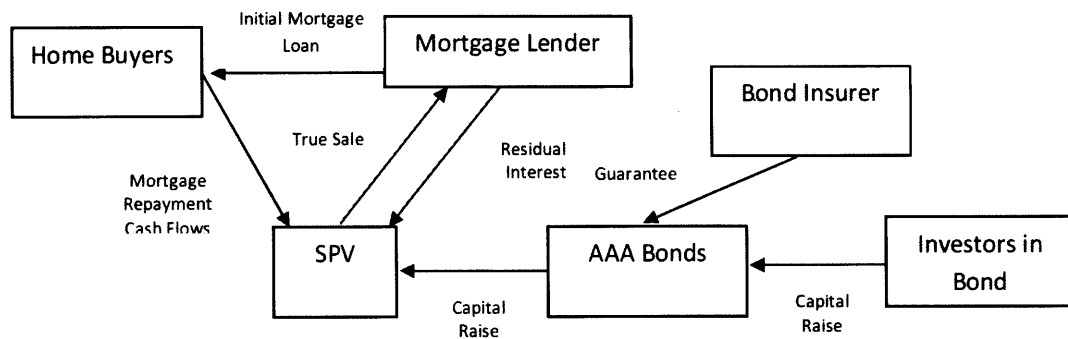 Initial Mortgage
Loan
Home Buyers
Mortgage Lender
Bond Insurer
True Sale
Residual
Interest
Guarantee
Mortgage
Repayment
Cash Flows
SPV
AAA Bonds
Investors in
Bond
Capital
Raise
Capital
Raise